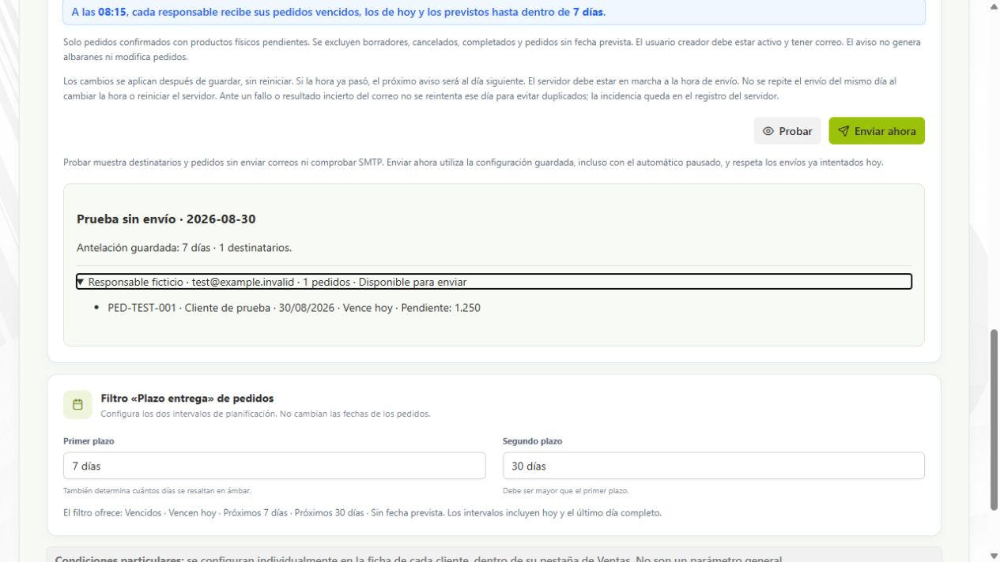 A las 08:15, cada responsable recibe sus pedidos vencidos, los de hoy y los previstos hasta dentro de 7 días.
Solo pedidos confirmados con productos físicos pendientes. Se excluyen borradores, cancelados, completados y pedidos sin fecha prevista. El usuario creador debe estar activo y tener correo. El aviso no genera
albaranes ni modifica pedidos.
Los cambios se aplican después de guardar, sin reiniciar. Si la hora ya pasó, el próximo aviso será al día siguiente. El servidor debe estar en marcha a la hora de envío. No se repite el envío del mismo día al
cambiar la hora o reiniciar el servidor. Ante un fallo o resultado incierto del correo no se reintenta ese día para evitar duplicados; la incidencia queda en el registro del servidor.
Probar
Enviar ahora
Probar muestra destinatarios y pedidos sin enviar correos ni comprobar SMTP. Enviar ahora utiliza la configuración guardada, incluso con el automático pausado, y respeta los envíos ya intentados hoy.
Prueba sin envío · 2026-08-30
Antelación guardada: 7 días · 1 destinatarios.
▼ Responsable ficticio · test@example.invalid · 1 pedidos · Disponible para enviar
• PED-TEST-001 · Cliente de prueba · 30/08/2026 · Vence hoy · Pendiente: 1.250
Filtro «Plazo entrega» de pedidos
Configura los dos intervalos de planificación. No cambian las fechas de los pedidos.
Primer plazo
Segundo plazo
7 días
30 días
También determina cuántos días se resaltan en ámbar.
Debe ser mayor que el primer plazo.
El filtro ofrece: Vencidos · Vencen hoy · Próximos 7 días · Próximos 30 días · Sin fecha prevista. Los intervalos incluyen hoy y el último día completo.
Condiciones particulares: se configuran individualmente en la ficha de cada cliente, dentro de su pestaña de Ventas. No son un parámetro general.